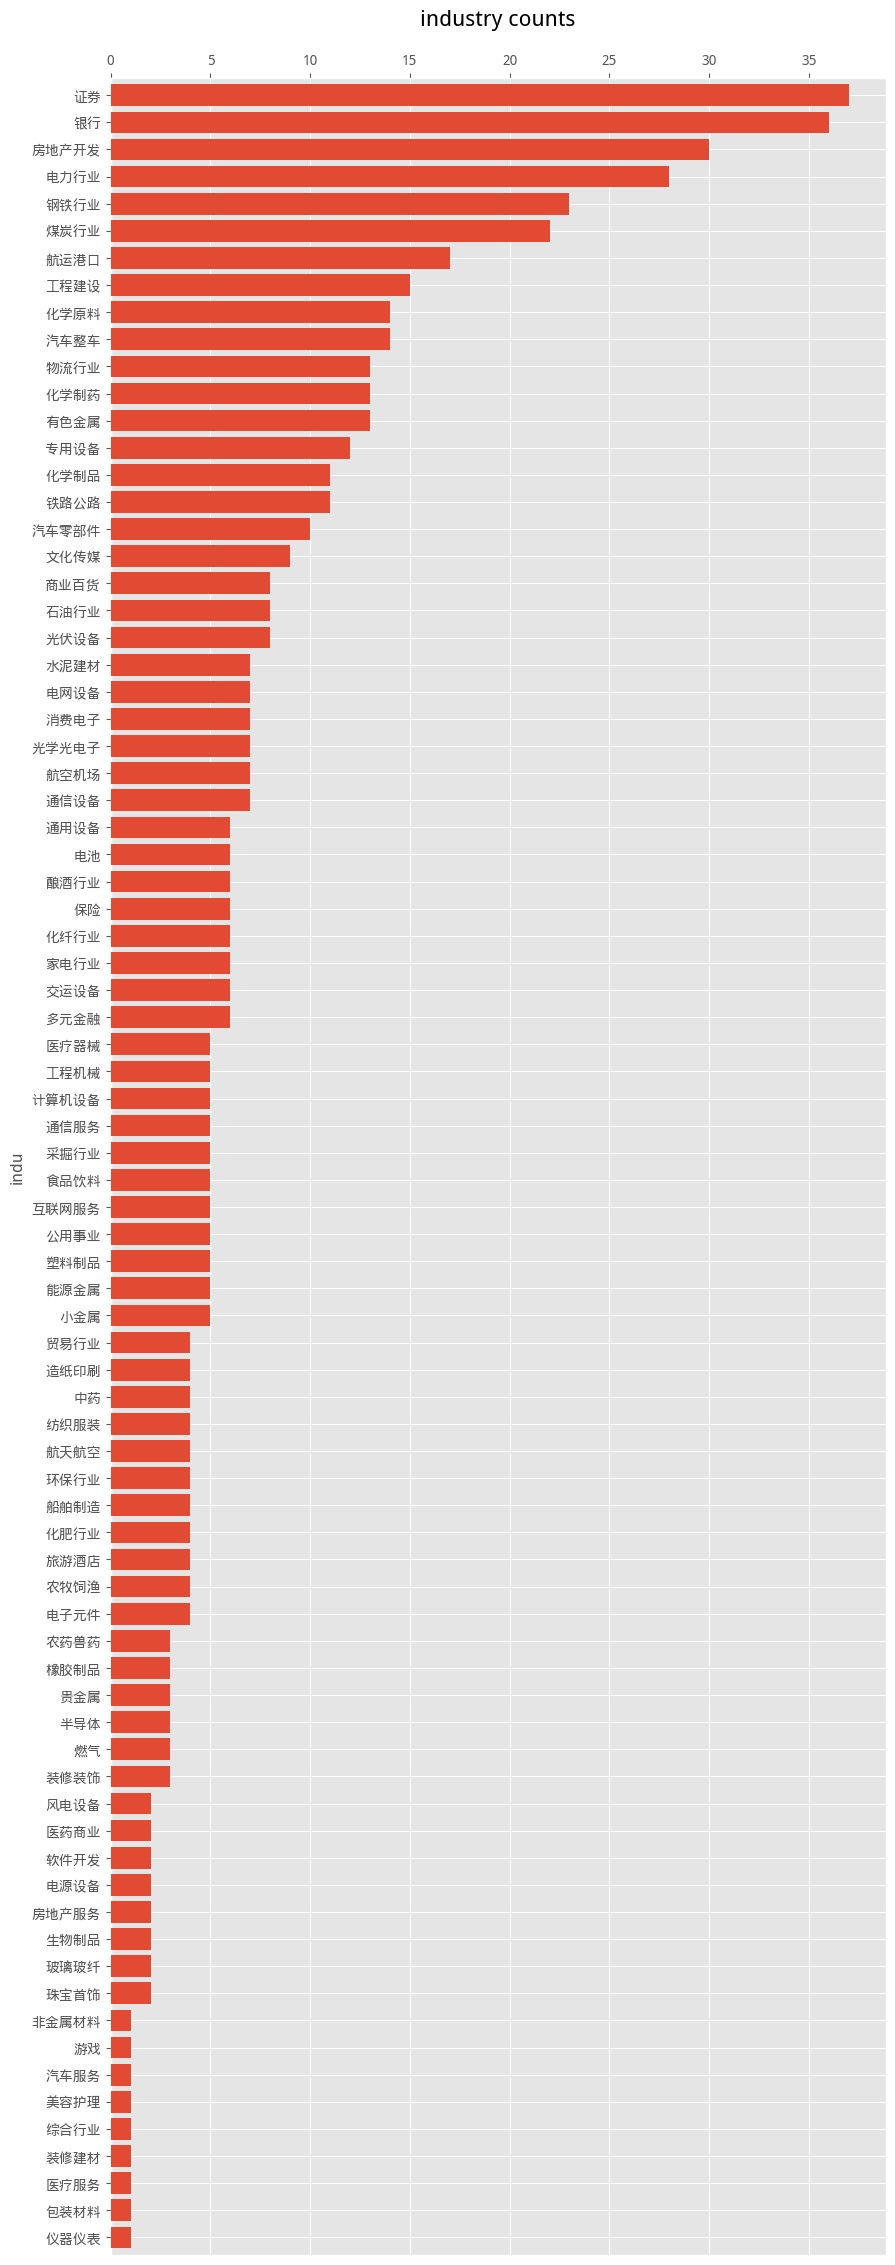 industry counts
0 5 10 15 20 25 30 35
证券
银行
房地产开发
电力行业
钢铁行业
煤炭行业
航运港口
工程建设
化学原料
汽车整车
物流行业
化学制药
有色金属
专用设备
化学制品
铁路公路
汽车零部件
文化传媒
商业百货
石油行业
光伏设备
水泥建材
电网设备
消费电子
光学光电子
航空机场
通信设备
通用设备
电池
酿酒行业
保险
化纤行业
家电行业
交运设备
多元金融
医疗器械
工程机械
计算机设备
通信服务
采掘行业
食品饮料
互联网服务
公用事业
塑料制品
能源金属
小金属
贸易行业
造纸印刷
中药
纺织服装
航天航空
环保行业
船舶制造
化肥行业
旅游酒店
农牧饲渔
电子元件
农药兽药
橡胶制品
贵金属
半导体
燃气
装修装饰
风电设备
医药商业
软件开发
电源设备
房地产服务
生物制品
玻璃玻纤
珠宝首饰
非金属材料
游戏
汽车服务
美容护理
综合行业
装修建材
医疗服务
包装材料
仪器仪表
indu